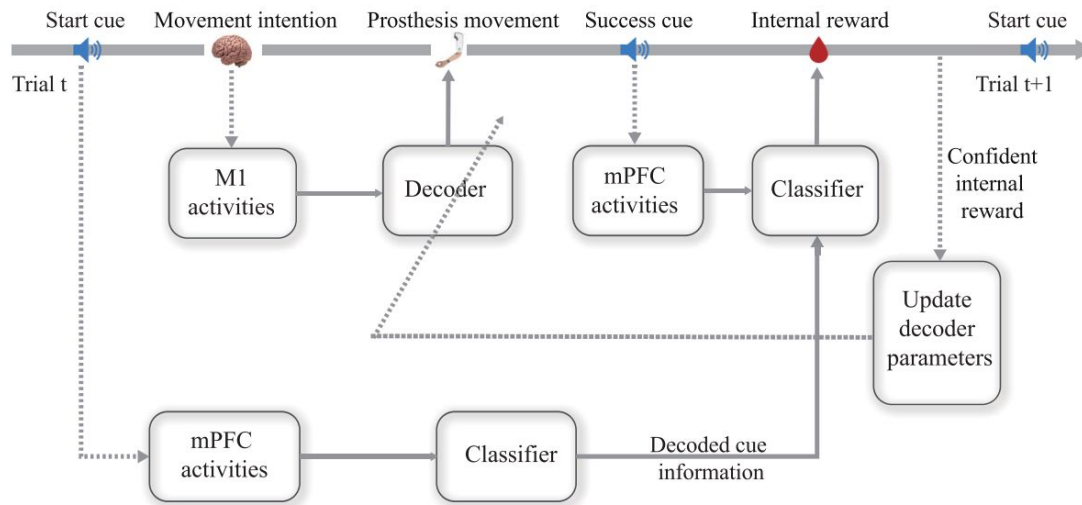 Start cue
Movement intention
Prosthesis movement
Success cue
Internal reward
Start cue
Trial t
Trial t+1
M1
activities
Decoder
mPFC
activities
Classifier
Confident
internal
reward
Update
decoder
parameters
mPFC
activities
Classifier
Decoded cue
information